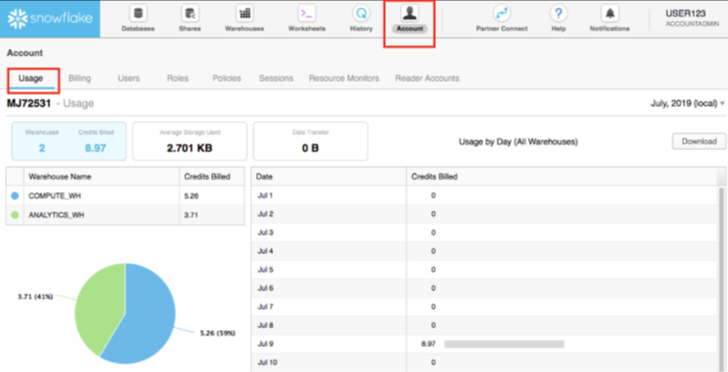 snowflake
Databases Shares Warehouses Worksheets History Account Partner Connect Help Notifications
USER123
ACCOUNTADMIN
Account
Usage Billing Users Roles Policies Sessions Resource Monitors Reader Accounts
MJ72531 - Usage
July, 2019 (local)
Warehouses Credits Billed
2 8.97
Average Storage Used
2.701 KB
Data Transfer
0 B
Usage by Day (All Warehouses)
Download
Warehouse Name Credits Billed
COMPUTE_WH 5.26
ANALYTICS_WH 3.71
3.71 (41%)
5.26 (59%)
Date Credits Billed
Jul 1 0
Jul 2 0
Jul 3 0
Jul 4 0
Jul 5 0
Jul 6 0
Jul 7 0
Jul 8 0
Jul 9 8.97
Jul 10 0